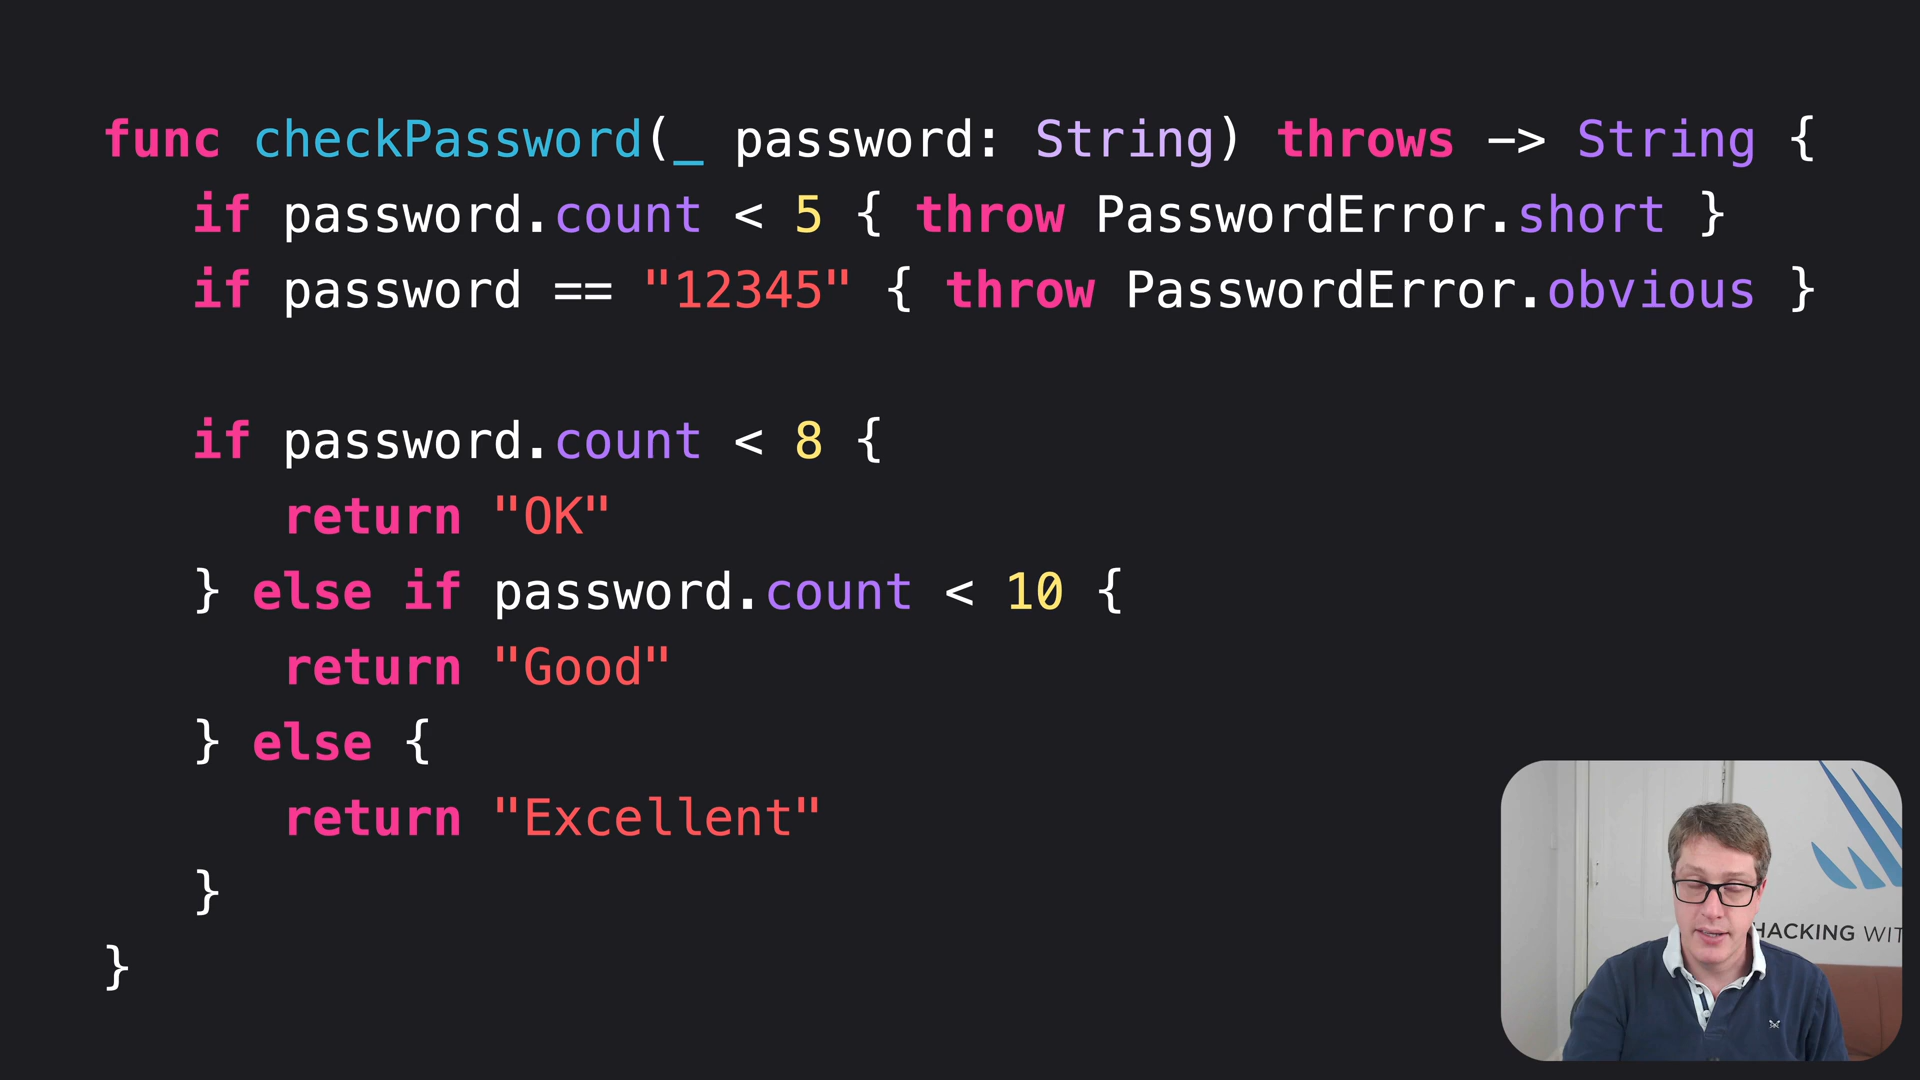 func checkPassword(_ password: String) throws -> String {
   if password.count < 5 { throw PasswordError.short }
   if password == "12345" { throw PasswordError.obvious }

   if password.count < 8 {
      return "OK"
   } else if password.count < 10 {
      return "Good"
   } else {
      return "Excellent"
   }
}
HACKING WIT